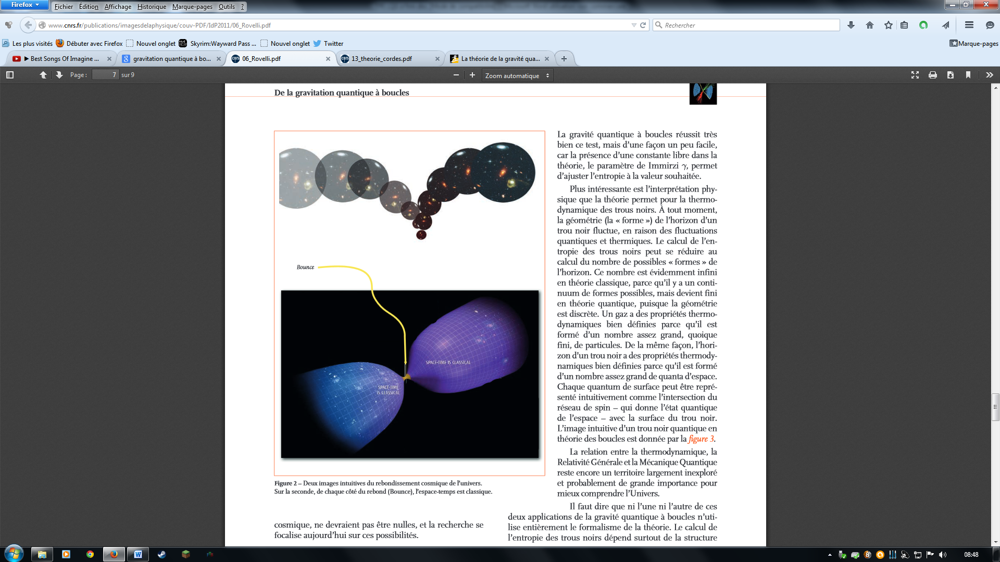 Firefox
Fichier Édition Affichage Historique Marque-pages Outils ?
www.cnrs.fr/publications/imagesdelaphysique/couv-PDF/IdP2011/06_Rovelli.pdf
Rechercher
Les plus visités Débuter avec Firefox Nouvel onglet Skyrim:Wayward Pass ... Nouvel onglet Twitter
Marque-pages
▶ Best Songs Of Imagine ... gravitation quantique à bo... 06_Rovelli.pdf 13_theorie_cordes.pdf La théorie de la gravité qua...
Page : 7 sur 9
Zoom automatique
De la gravitation quantique à boucles
Bounce
SPACE-TIME IS CLASSICAL
SPACE-TIME
IS CLASSICAL
Figure 2 – Deux images intuitives du rebondissement cosmique de l'univers.
Sur la seconde, de chaque côté du rebond (Bounce), l'espace-temps est classique.
cosmique, ne devraient pas être nulles, et la recherche se
focalise aujourd'hui sur ces possibilités.
La gravité quantique à boucles réussit très
bien ce test, mais d'une façon un peu facile,
car la présence d'une constante libre dans la
théorie, le paramètre de Immirzi γ, permet
d'ajuster l'entropie à la valeur souhaitée.
Plus intéressante est l'interprétation phy-
sique que la théorie permet pour la thermo-
dynamique des trous noirs. À tout moment,
la géométrie (la « forme ») de l'horizon d'un
trou noir fluctue, en raison des fluctuations
quantiques et thermiques. Le calcul de l'en-
tropie des trous noirs peut se réduire au
calcul du nombre de possibles « formes » de
l'horizon. Ce nombre est évidemment infini
en théorie classique, parce qu'il y a un conti-
nuum de formes possibles, mais devient fini
en théorie quantique, puisque la géométrie
est discrète. Un gaz a des propriétés thermo-
dynamiques bien définies parce qu'il est
formé d'un nombre assez grand, quoique
fini, de particules. De la même façon, l'hori-
zon d'un trou noir a des propriétés thermody-
namiques bien définies parce qu'il est formé
d'un nombre assez grand de quanta d'espace.
Chaque quantum de surface peut être repré-
senté intuitivement comme l'intersection du
réseau de spin – qui donne l'état quantique
de l'espace – avec la surface du trou noir.
L'image intuitive d'un trou noir quantique en
théorie des boucles est donnée par la figure 3.
La relation entre la thermodynamique, la
Relativité Générale et la Mécanique Quantique
reste encore un territoire largement inexploré
et probablement de grande importance pour
mieux comprendre l'Univers.
Il faut dire que ni l'une ni l'autre de ces
deux applications de la gravité quantique à boucles n'uti-
lise entièrement le formalisme de la théorie. Le calcul de
l'entropie des trous noirs dépend surtout de la structure
08:48